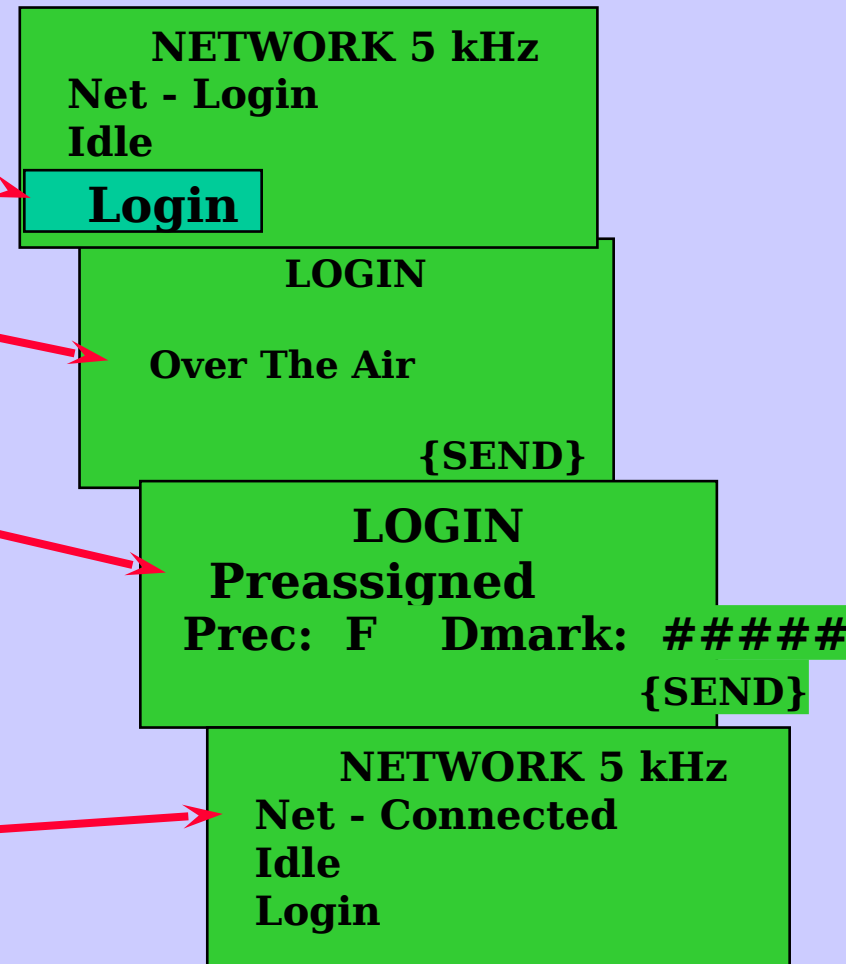 NETWORK 5 kHz
Net - Login
Idle
Login
LOGIN
Over The Air
{SEND}
LOGIN
Preassigned
Prec: F Dmark: #####
{SEND}
NETWORK 5 kHz
Net - Connected
Idle
Login